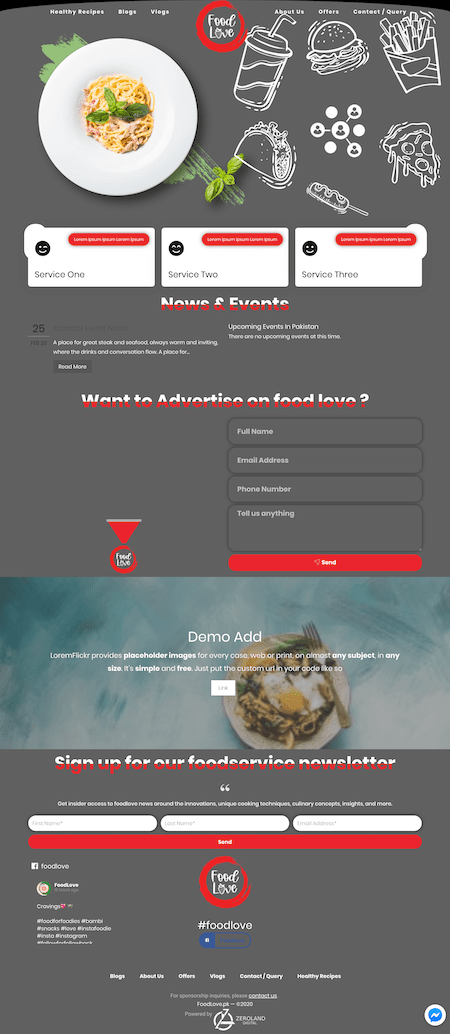 Healthy Recipes Blogs Vlogs Food Love About Us Offers Contact / Query
Lorem Ipsum Ipsum Lorem Ipsum
Lorem Ipsum Ipsum Lorem Ipsum
Lorem Ipsum Ipsum Lorem Ipsum
Service One
Service Two
Service Three
News & Events
25
A place for great steak and seafood, always warm and inviting,
where the drinks and conversation flow. A place for...
Read More
Upcoming Events In Pakistan
There are no upcoming events at this time.
Want to Advertise on food love ?
Full Name
Email Address
Phone Number
Tell us anything
Send
Food Love
Demo Add
LoremFlickr provides placeholder images for every case, web or print, on almost any subject, in any
size. It's simple and free. Just put the custom url in your code like so
Link
Sign up for our foodservice newsletter
“
Get insider access to foodlove news around the innovations, unique cooking techniques, culinary concepts, insights, and more.
First Name*
Last Name*
Email Address*
Send
foodlove
FoodLove
Cravings
#foodforfoodies #bambi
#snacks #love #instafoodie
#insta #instagram
#followforfollowback
Food Love
#foodlove
Blogs About Us Offers Vlogs Contact / Query Healthy Recipes
For sponsorship inquiries, please contact us
FoodLove.pk — ©2020
Powered by ZEROLAND
DIGITAL